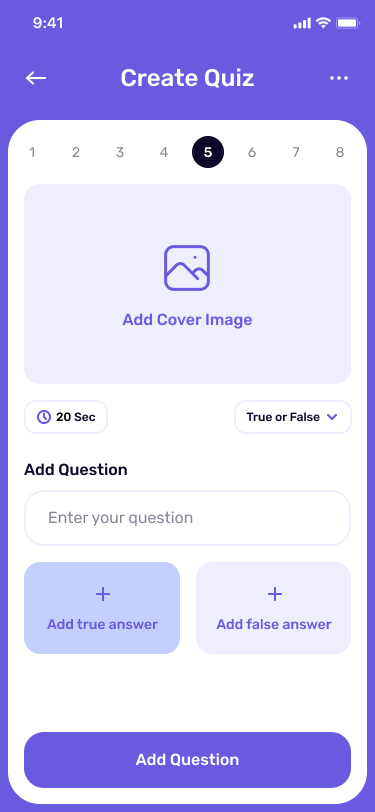 9:41
Create Quiz
1 2 3 4 5 6 7 8
Add Cover Image
20 Sec
True or False
Add Question
Enter your question
Add true answer
Add false answer
Add Question